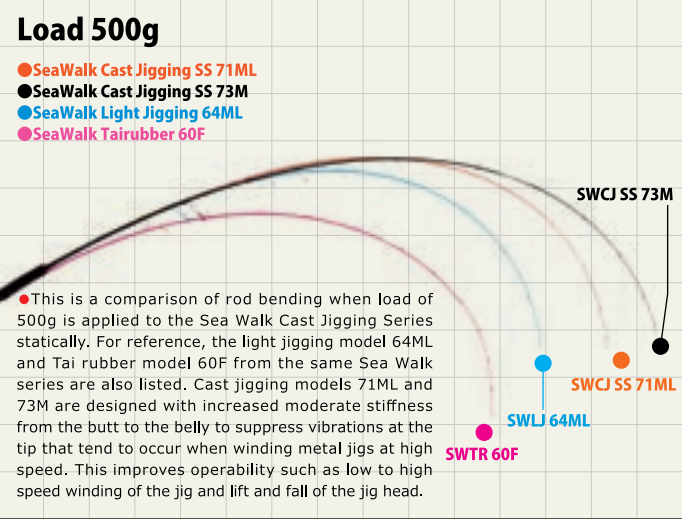 Load 500g
●SeaWalk Cast Jigging SS 71ML
●SeaWalk Cast Jigging SS 73M
●SeaWalk Light Jigging 64ML
●SeaWalk Tairubber 60F
SWCJ SS 73M
●This is a comparison of rod bending when load of
500g is applied to the Sea Walk Cast Jigging Series
statically. For reference, the light jigging model 64ML
and Tai rubber model 60F from the same Sea Walk
series are also listed. Cast jigging models 71ML and
73M are designed with increased moderate stiffness
from the butt to the belly to suppress vibrations at the
tip that tend to occur when winding metal jigs at high
speed. This improves operability such as low to high
speed winding of the jig and lift and fall of the jig head.
SWCJ SS 71ML
SWLJ 64ML
SWTR 60F